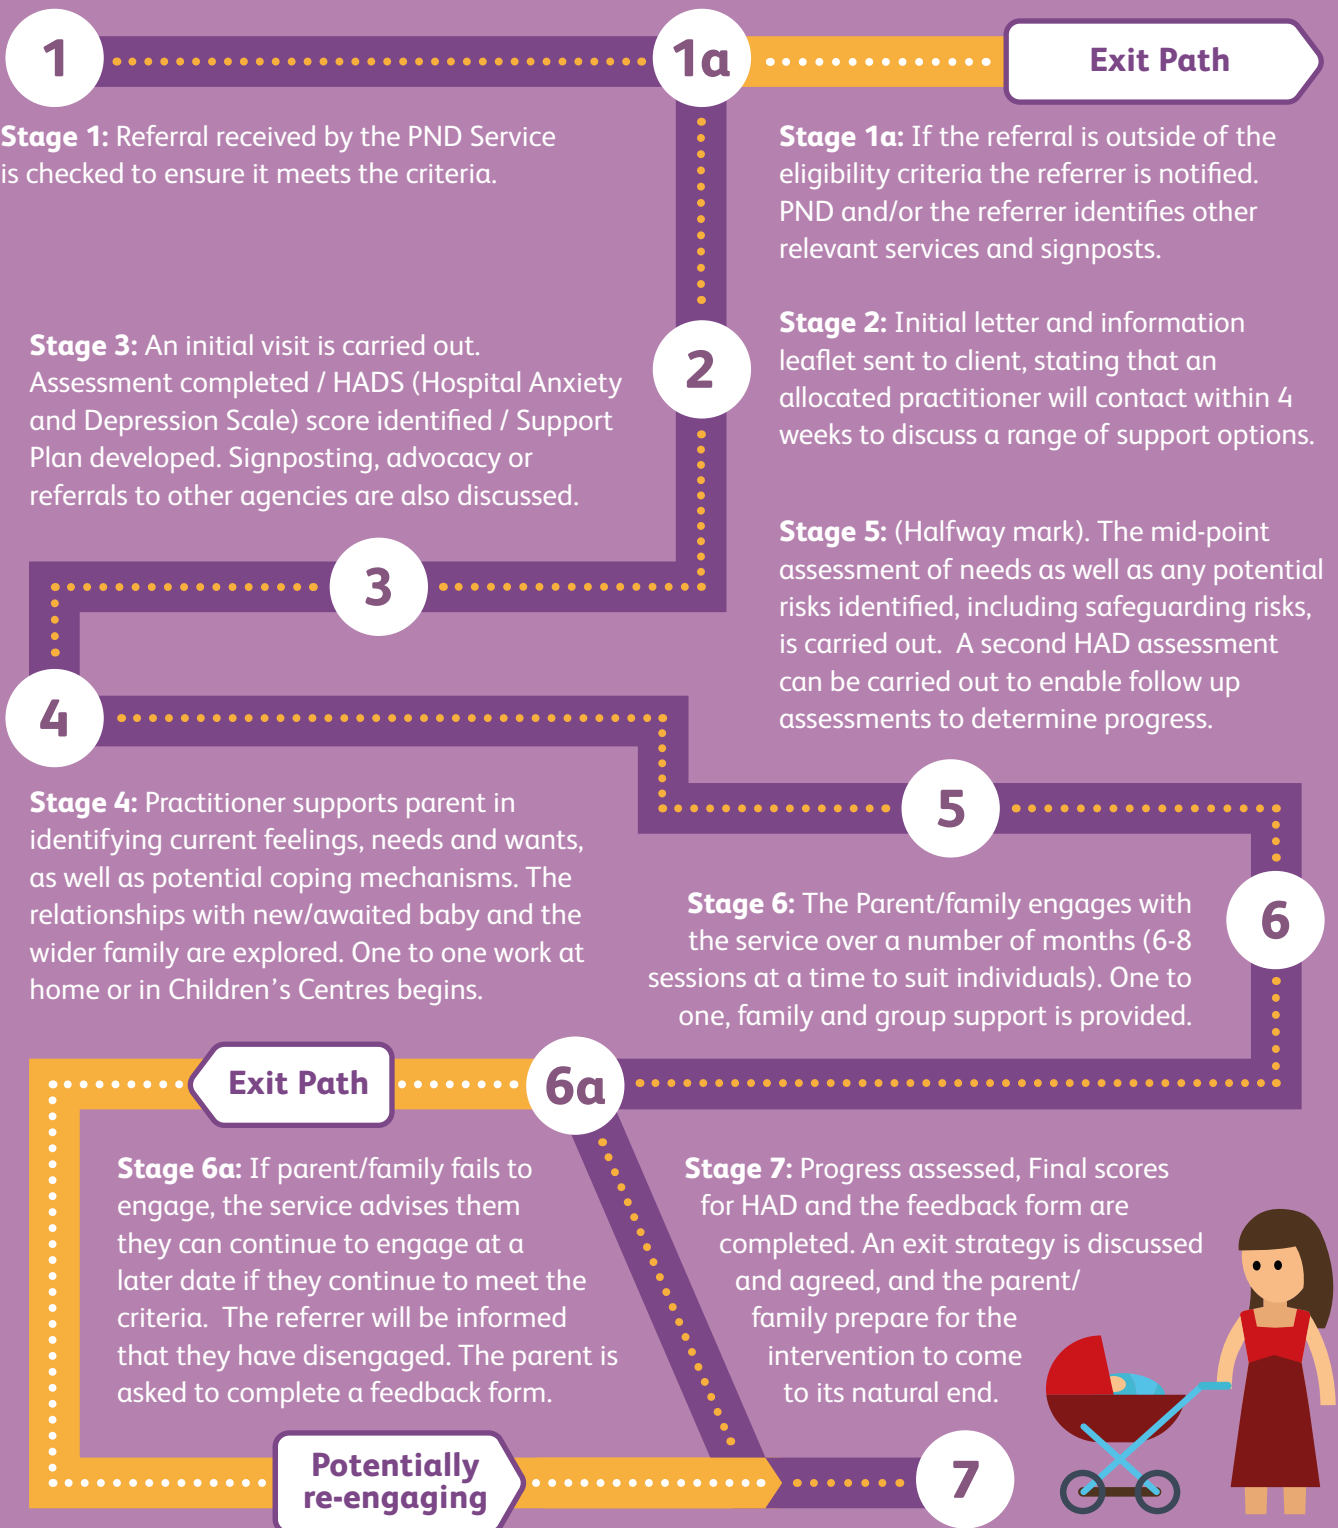 1
1a
Exit Path
Stage 1: Referral received by the PND Service
is checked to ensure it meets the criteria.
Stage 1a: If the referral is outside of the
eligibility criteria the referrer is notified.
PND and/or the referrer identifies other
relevant services and signposts.
2
Stage 2: Initial letter and information
leaflet sent to client, stating that an
allocated practitioner will contact within 4
weeks to discuss a range of support options.
Stage 3: An initial visit is carried out.
Assessment completed / HADS (Hospital Anxiety
and Depression Scale) score identified / Support
Plan developed. Signposting, advocacy or
referrals to other agencies are also discussed.
3
4
Stage 4: Practitioner supports parent in
identifying current feelings, needs and wants,
as well as potential coping mechanisms. The
relationships with new/awaited baby and the
wider family are explored. One to one work at
home or in Children's Centres begins.
Stage 5: (Halfway mark). The mid-point
assessment of needs as well as any potential
risks identified, including safeguarding risks,
is carried out.  A second HAD assessment
can be carried out to enable follow up
assessments to determine progress.
5
6
Stage 6: The Parent/family engages with
the service over a number of months (6-8
sessions at a time to suit individuals). One to
one, family and group support is provided.
Exit Path
6a
Stage 6a: If parent/family fails to
engage, the service advises them
they can continue to engage at a
later date if they continue to meet the
criteria.  The referrer will be informed
that they have disengaged. The parent is
asked to complete a feedback form.
Stage 7: Progress assessed, Final scores
for HAD and the feedback form are
completed. An exit strategy is discussed
and agreed, and the parent/
family prepare for the
intervention to come
to its natural end.
Potentially
re-engaging
7